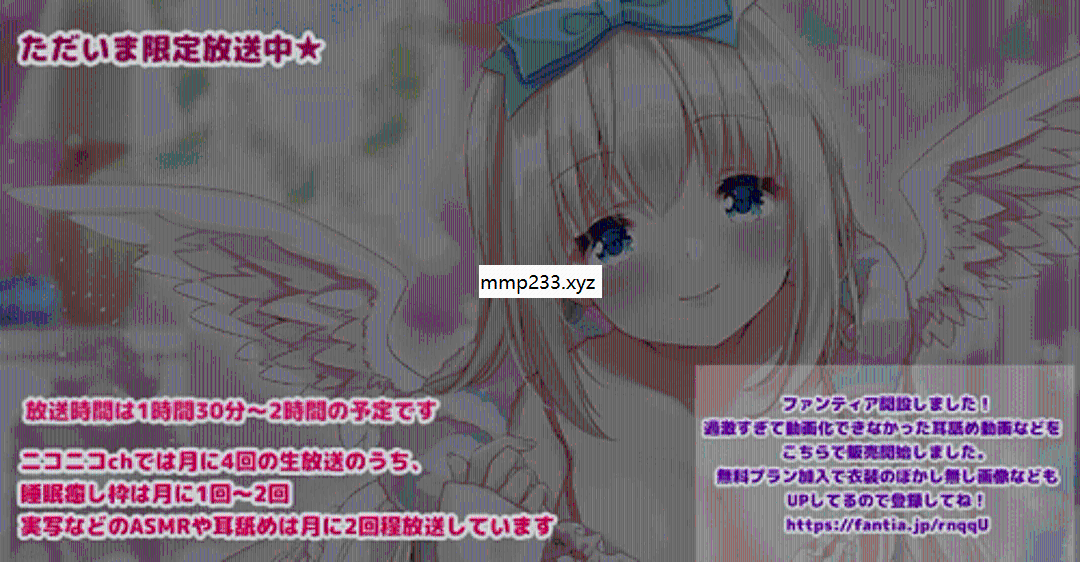 ただいま限定放送中★
mmp233.xyz
放送時間は1時間30分～2時間の予定です
ニコニコchでは月に4回の生放送のうち、
睡眠癒し枠は月に1回～2回
実写などのASMRや耳舐めは月に2回程放送しています
ファンティア開設しました！
過激すぎて動画化できなかった耳舐め動画などを
こちらで販売開始しました。
無料プラン加入で衣装のぼかし無し画像なども
UPしてるので登録してね！
https://fantia.jp/rnqqU